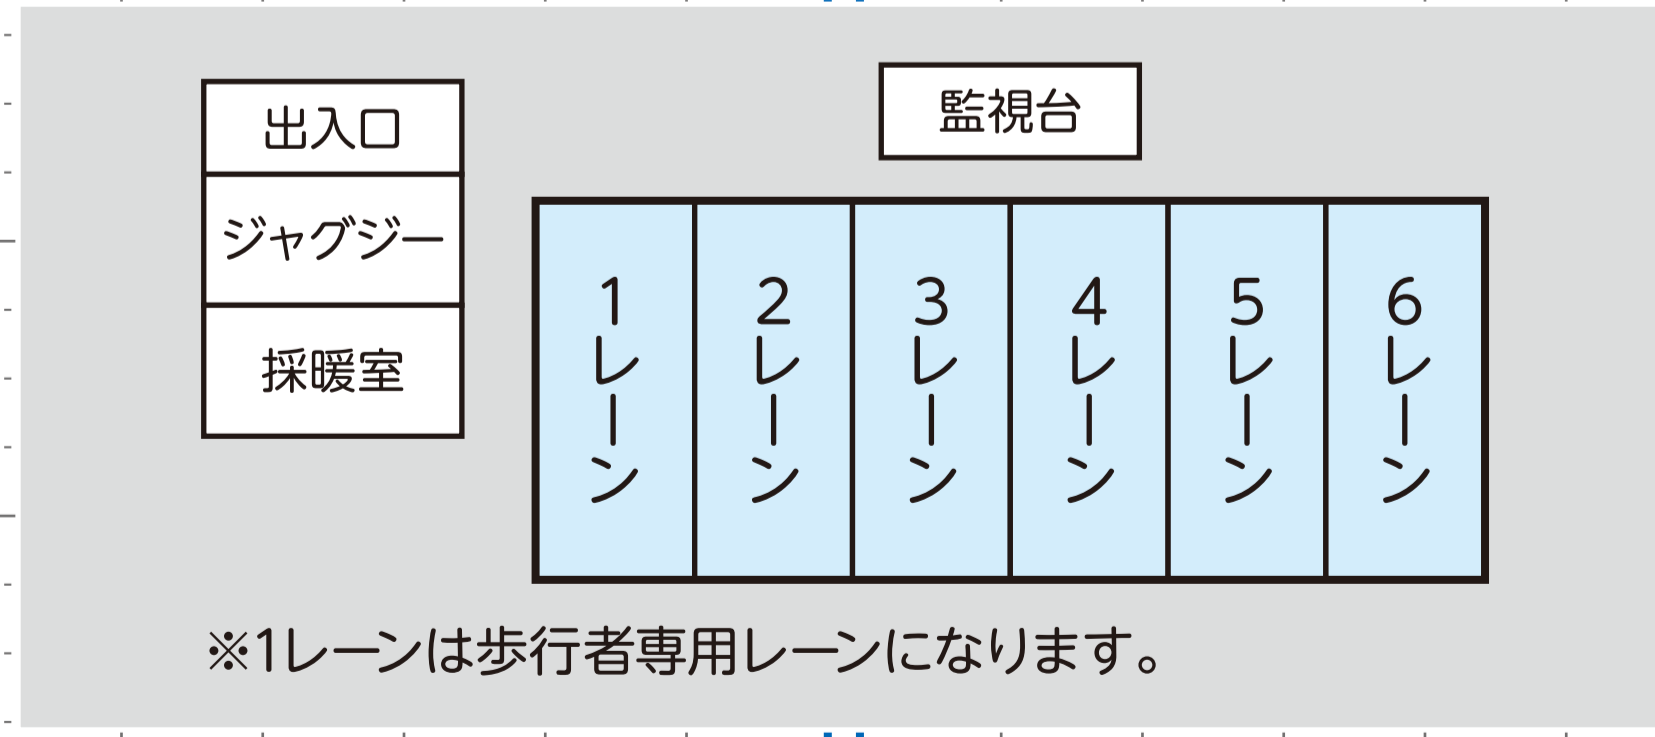 出入口
ジャグジー
採暖室
監視台
1レーン
2レーン
3レーン
4レーン
5レーン
6レーン
※1レーンは歩行者専用レーンになります。